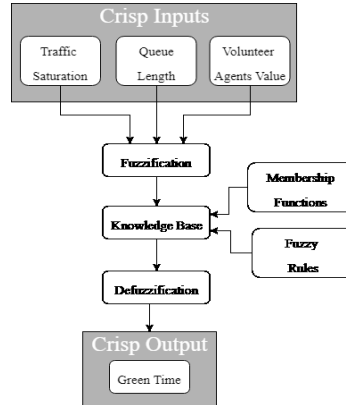 Crisp Inputs
Traffic
Saturation
Queue
Length
Volunteer
Agents Value
Fuzzification
Membership
Functions
Knowledge Base
Fuzzy
Rules
Defuzzification
Crisp Output
Green Time